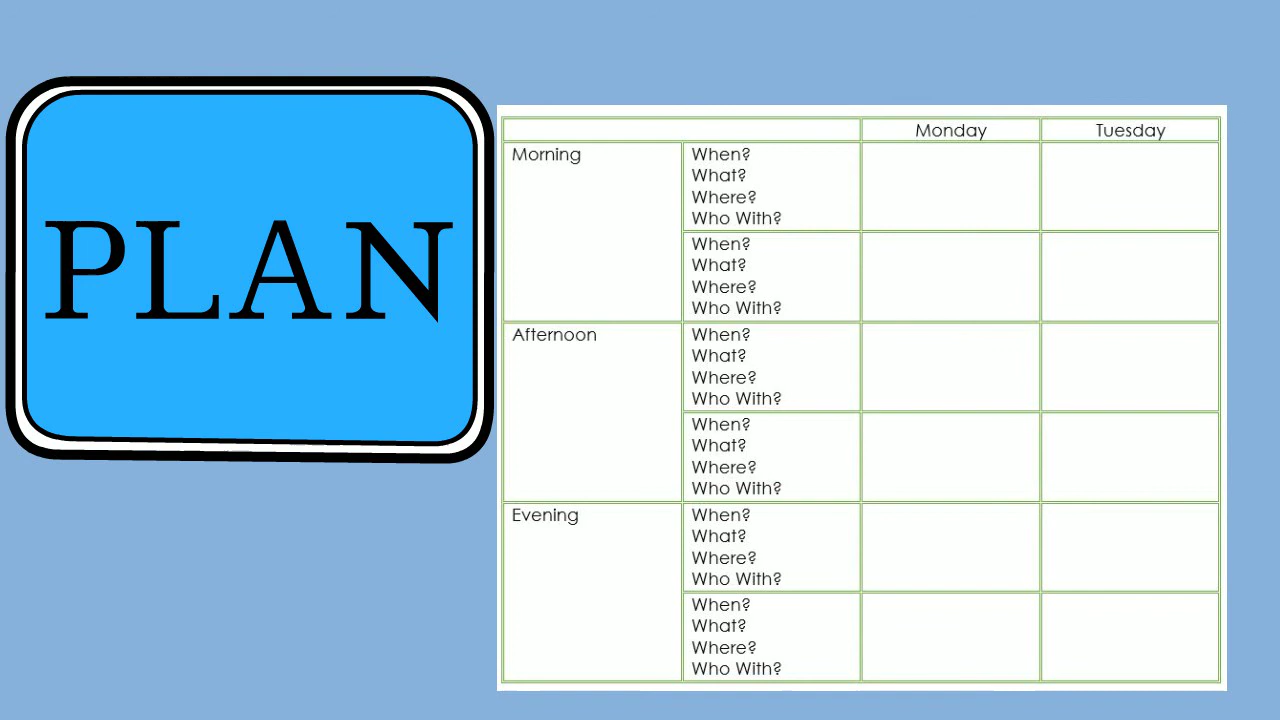 PLAN
Monday Tuesday
Morning When?
What?
Where?
Who With?
When?
What?
Where?
Who With?
Afternoon When?
What?
Where?
Who With?
When?
What?
Where?
Who With?
Evening When?
What?
Where?
Who With?
When?
What?
Where?
Who With?